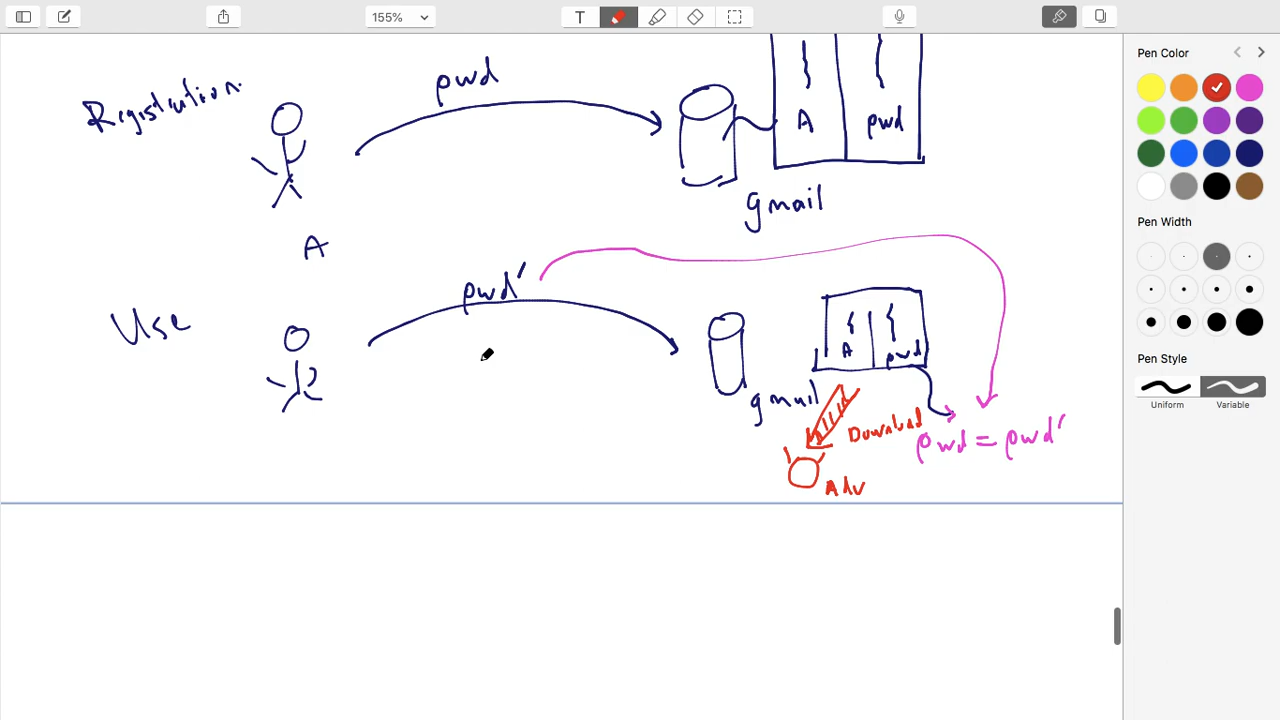 155%
T
Pen Color
Registration
pwd
A
pwd
gmail
A
pwd'
Use
A
pwd
gmail
Download
pwd = pwd'
Adv
Pen Width
Pen Style
Uniform
Variable